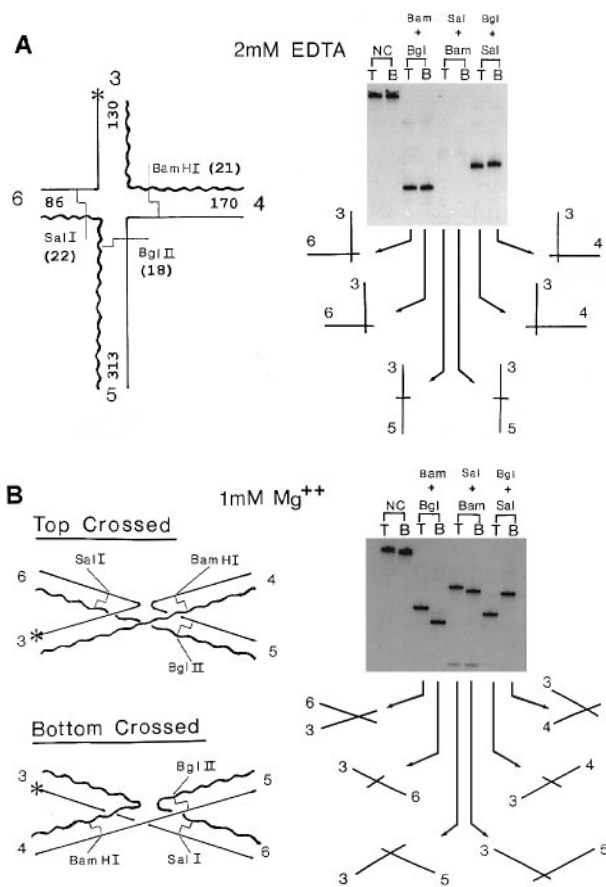 A
2mM EDTA
Bam Sal Bgl
+ + +
NC Bgl Bam Sal
T B T B T B T B
3
*
130
BamHI (21)
6 86 170 4
SalI
(22)
BglII
(18)
313
5
3 3
6 4
3 3
6 4
3 3
5 5
B
1mM Mg++
Bam Sal Bgl
+ + +
NC Bgl Bam Sal
T B T B T B T B
Top Crossed
SalI BamHI
6 4
3 * 5
BglII
Bottom Crossed
BglII
3 5
*
4 6
BamHI SalI
6 3
3 4
3 4
6 3
3 3 5
5